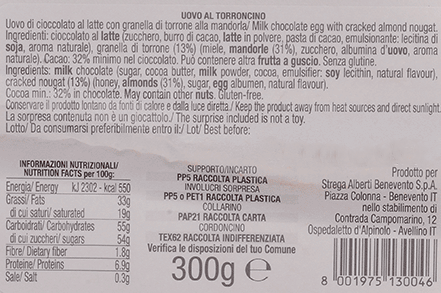 UOVO AL TORRONCINO
Uovo di cioccolato al latte con granella di torrone alla mandorla/ Milk chocolate egg with cracked almond nougat.
Ingredienti: cioccolato al latte (zucchero, burro di cacao, latte in polvere, pasta di cacao, emulsionante: lecitina di
soja, aroma naturale), granella di torrone (13%) (miele, mandorle (31%), zucchero, albumina d'uovo, aroma
naturale). Cacao: 32% minimo nel cioccolato. Può contenere altra frutta a guscio. Senza glutine.
Ingredients: milk chocolate (sugar, cocoa butter, milk powder, cocoa, emulsifier: soy lecithin, natural flavour),
cracked nougat (13%) (honey, almonds (31%), sugar, egg albumen, natural flavour).
Cocoa min.: 32% in chocolate. May contain other nuts. Gluten-free.
Conservare il prodotto lontano da fonti di calore e dalla luce diretta./ Keep the product away from heat sources and direct sunlight.
La sorpresa contenuta non è un giocattolo./ The surprise included is not a toy.
Lotto/ Da consumarsi preferibilmente entro il:/ Lot/ Best before:
INFORMAZIONI NUTRIZIONALI/
NUTRITION FACTS per 100g:
Energia/ Energy kJ 2302 - kcal 550
Grassi/ Fats 33g
di cui saturi/ saturated 19g
Carboidrati/ Carbohydrates 55g
di cui zuccheri/ sugars 54g
Fibre/ Dietary fiber 1.8g
Proteine/ Proteins 6.9g
Sale/ Salt 0.3g
SUPPORTO/INCARTO
PP5 RACCOLTA PLASTICA
INVOLUCRI SORPRESA
PP5 o PET1 RACCOLTA PLASTICA
COLLARINO
PAP21 RACCOLTA CARTA
CORDONCINO
TEX62 RACCOLTA INDIFFERENZIATA
Verifica le disposizioni del tuo Comune
300g e
Prodotto per
Strega Alberti Benevento S.p.A.
Piazza Colonna - Benevento IT
nello stabilimento di
Contrada Campomarino, 12
Ospedaletto d'Alpinolo - Avellino IT
8 001975 130046